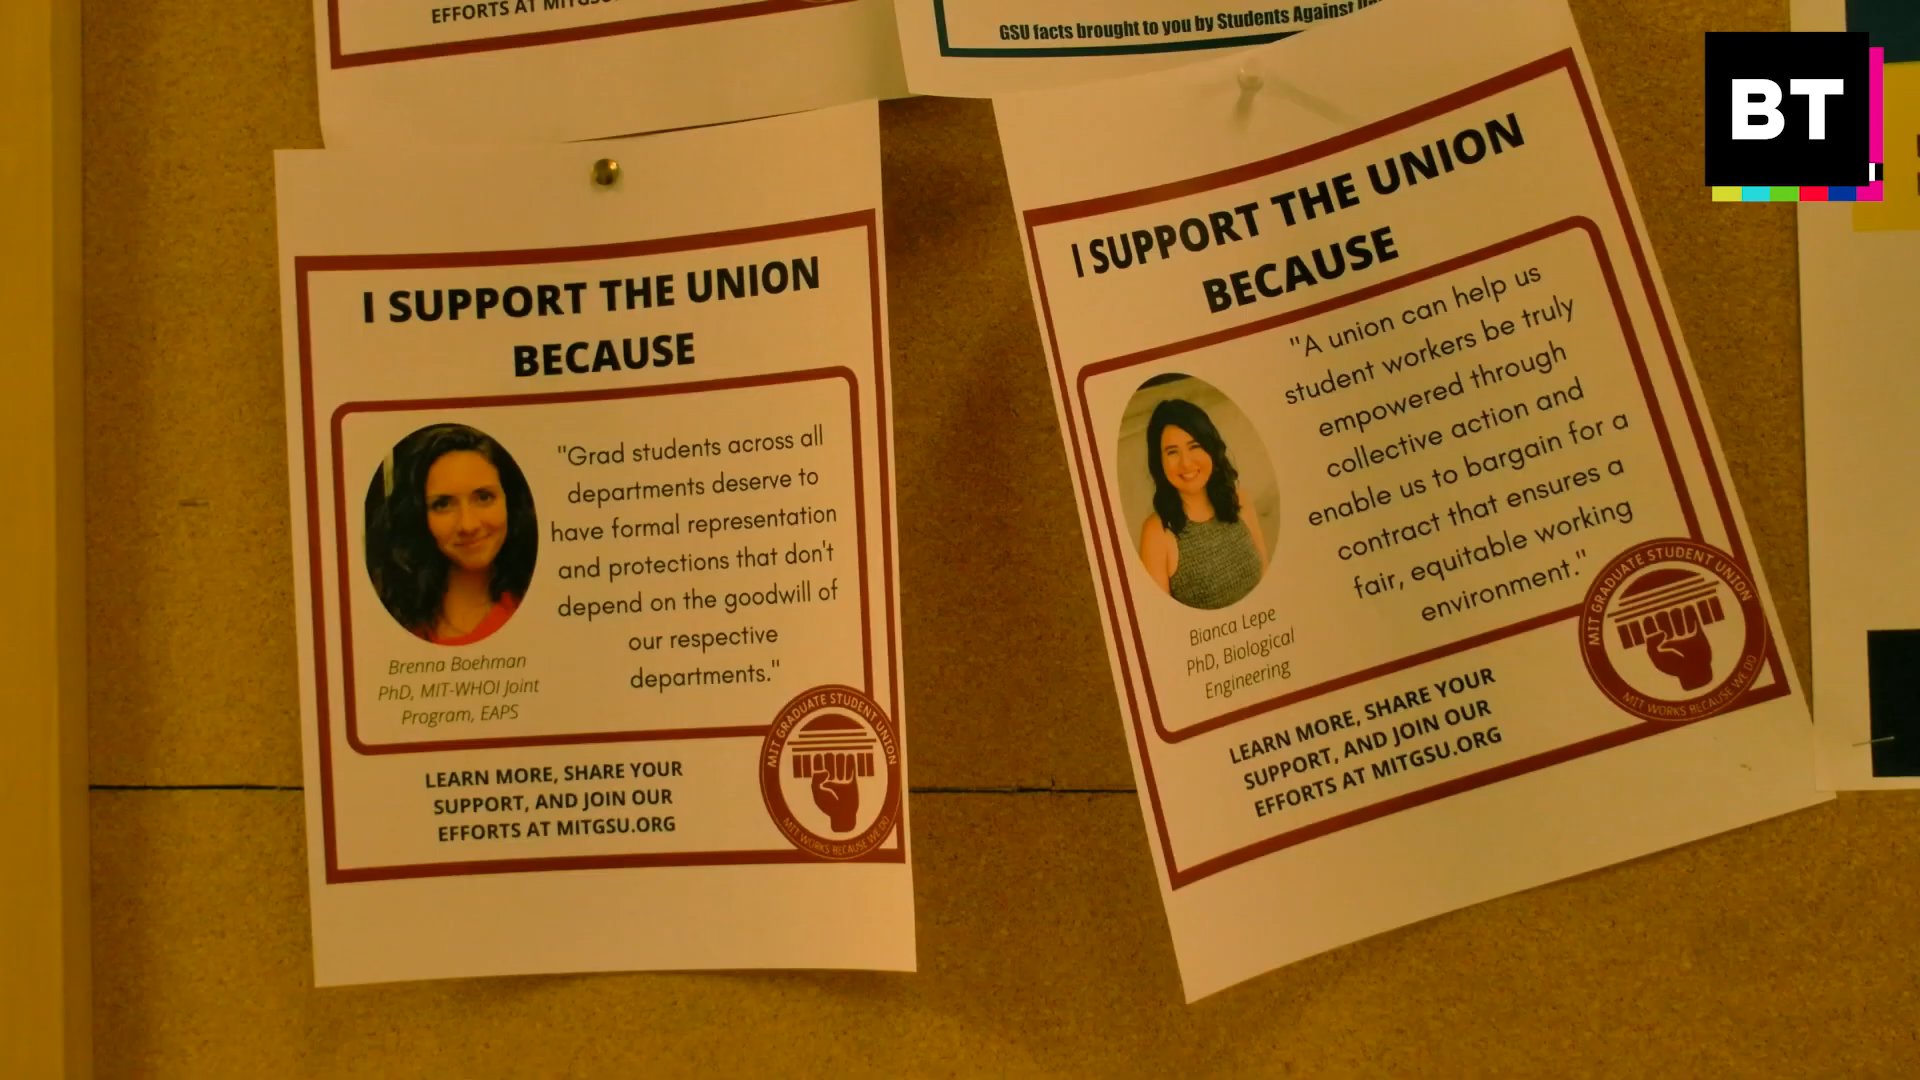 EFFORTS AT
GSU facts brought to you by Students Against
BT
I SUPPORT THE UNION
BECAUSE
"Grad students across all
departments deserve to
have formal representation
and protections that don't
depend on the goodwill of
our respective
departments."
Brenna Boehman
PhD, MIT-WHOI Joint
Program, EAPS
LEARN MORE, SHARE YOUR
SUPPORT, AND JOIN OUR
EFFORTS AT MITGSU.ORG
MIT GRADUATE STUDENT UNION
MIT WORKS BECAUSE WE DO
I SUPPORT THE UNION
BECAUSE
"A union can help us
student workers be truly
empowered through
collective action and
enable us to bargain for a
contract that ensures a
fair, equitable working
environment."
Bianca Lepe
PhD, Biological
Engineering
LEARN MORE, SHARE YOUR
SUPPORT, AND JOIN OUR
EFFORTS AT MITGSU.ORG
MIT GRADUATE STUDENT UNION
MIT WORKS BECAUSE WE DO